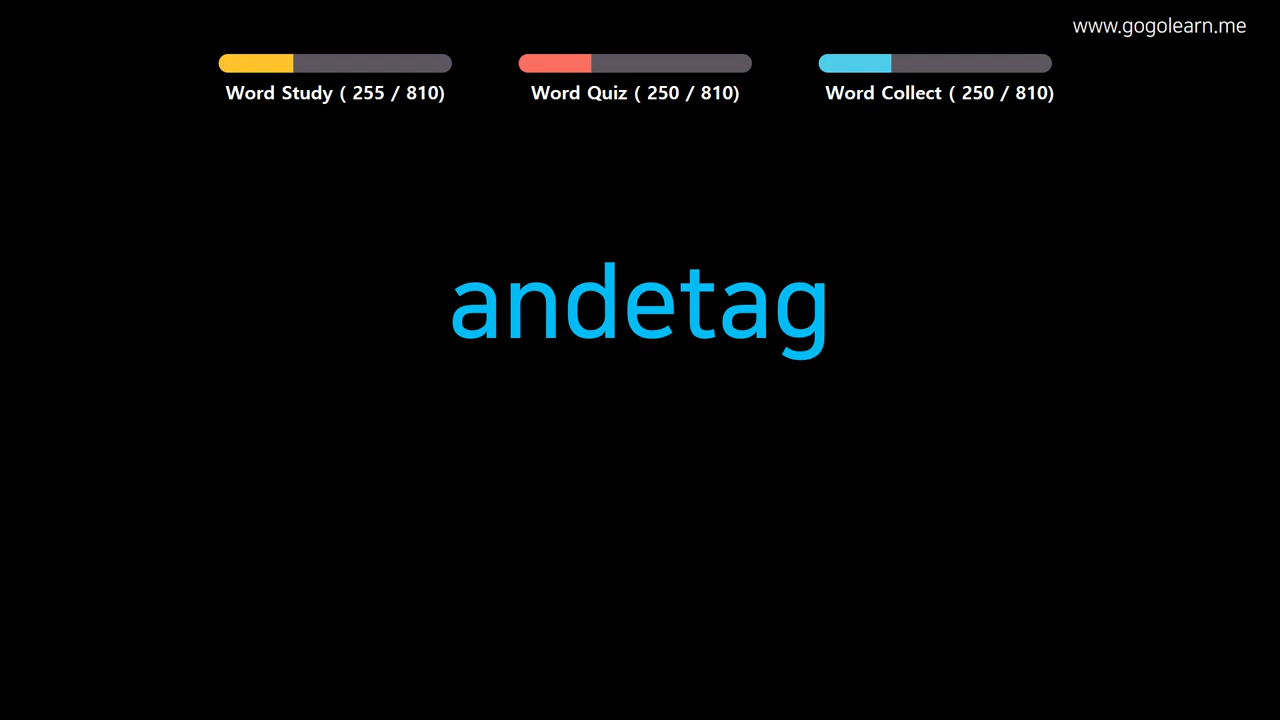 www.gogolearn.me
Word Study ( 255 / 810)
Word Quiz ( 250 / 810)
Word Collect ( 250 / 810)
andetag